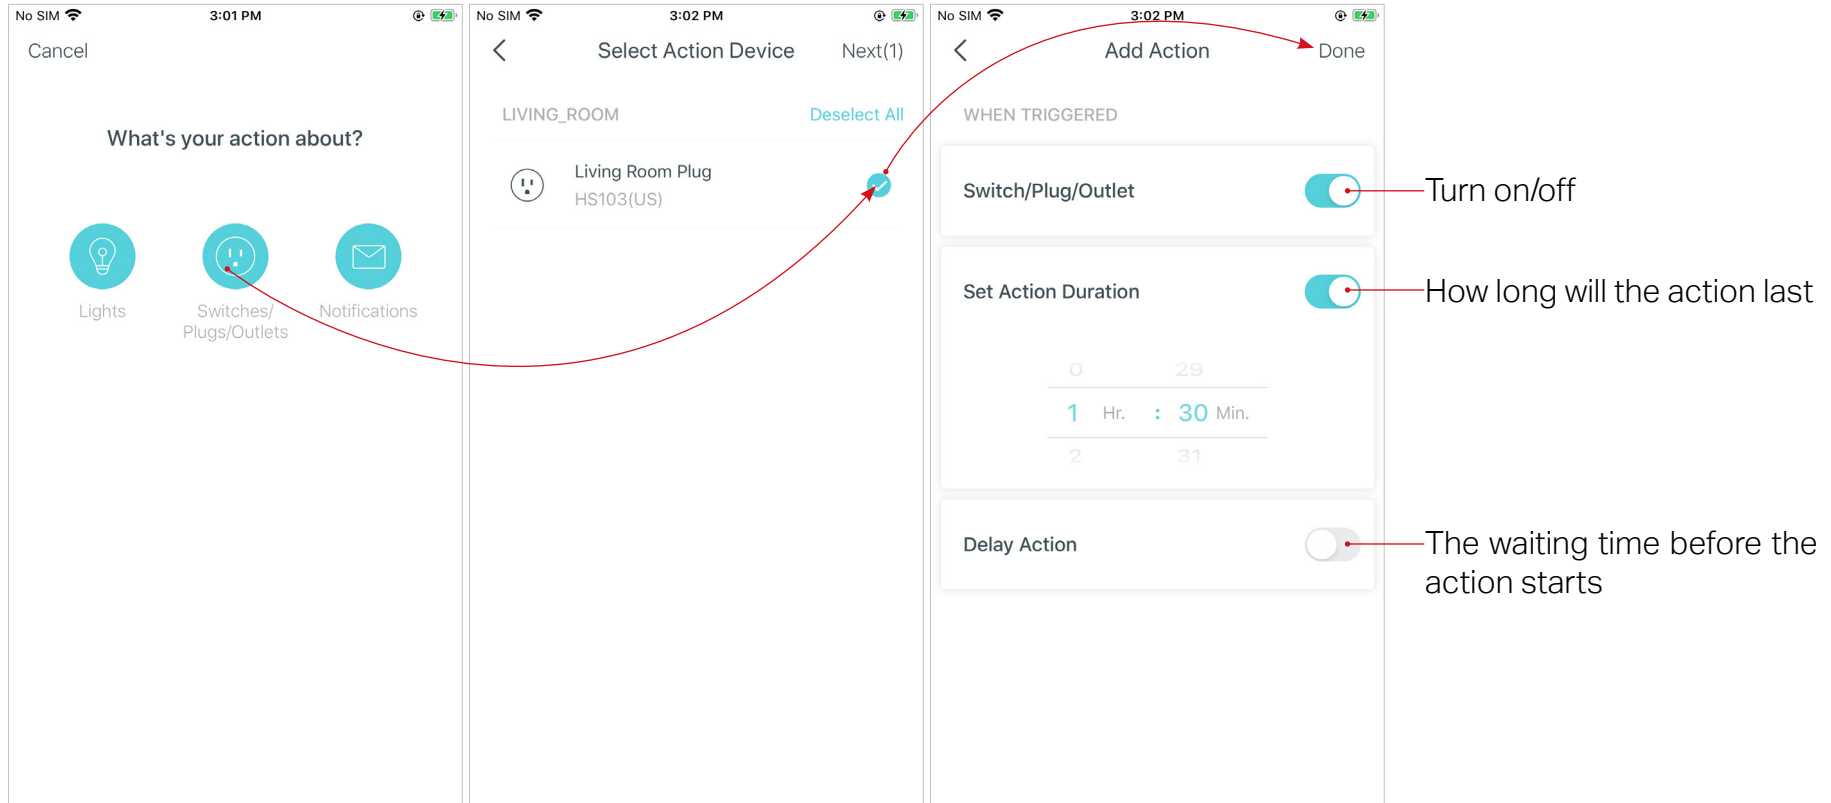 No SIM 3:01 PM
Cancel
What's your action about?
Lights
Switches/
Plugs/Outlets
Notifications
No SIM 3:02 PM
Select Action Device Next(1)
LIVING_ROOM Deselect All
Living Room Plug
HS103(US)
No SIM 3:02 PM
Add Action Done
WHEN TRIGGERED
Switch/Plug/Outlet
Set Action Duration
0 29
1 Hr. : 30 Min.
2 31
Delay Action
Turn on/off
How long will the action last
The waiting time before the
action starts